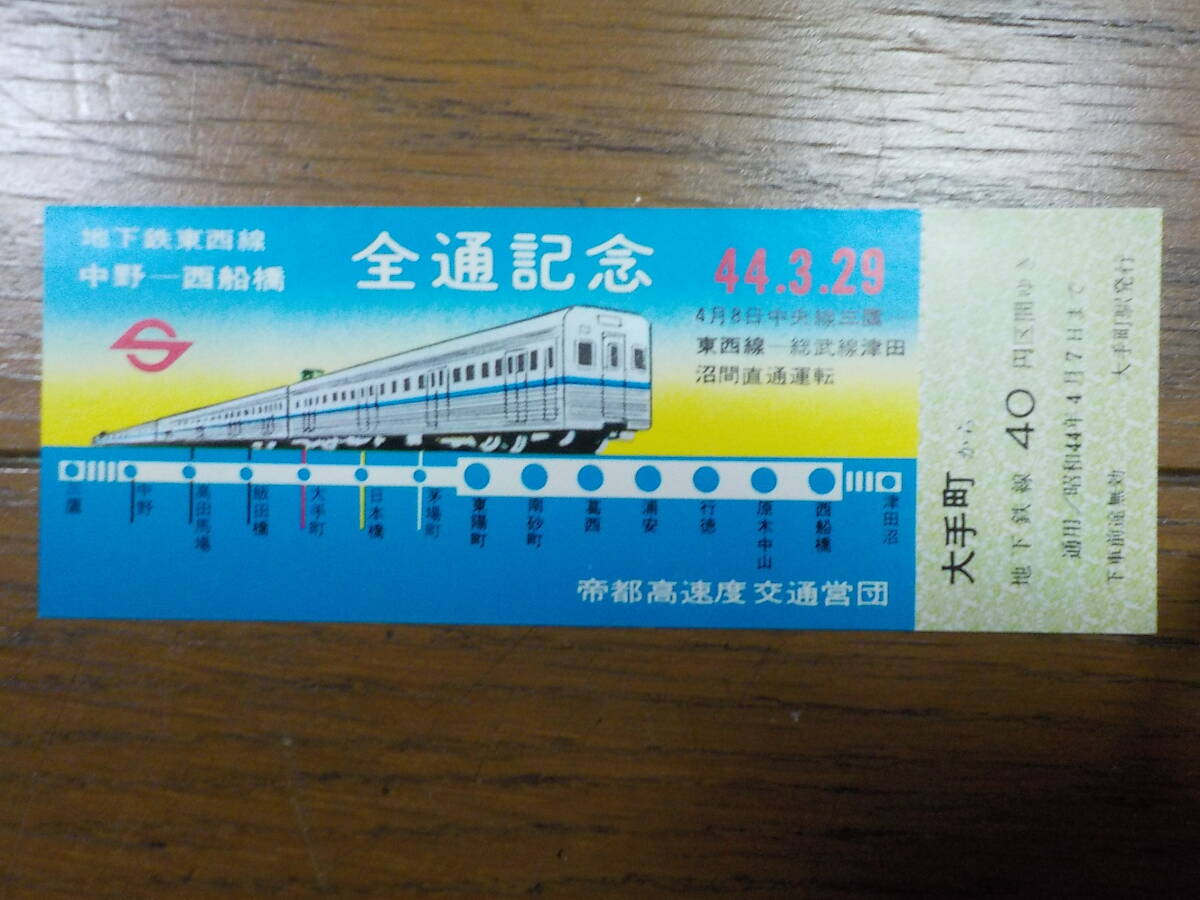 地下鉄東西線
中野―西船橋
全通記念
44.3.29
4月8日中央線三鷹
東西線―総武線津田
沼間直通運転
三鷹
中野
高田馬場
飯田橋
大手町
日本橋
茅場町
東陽町
南砂町
葛西
浦安
行徳
原木中山
西船橋
津田沼
帝都高速度交通営団
大手町から
地下鉄線40円区間ゆき
通用/昭和44年4月7日まで
下車前途無効 大手町駅発行